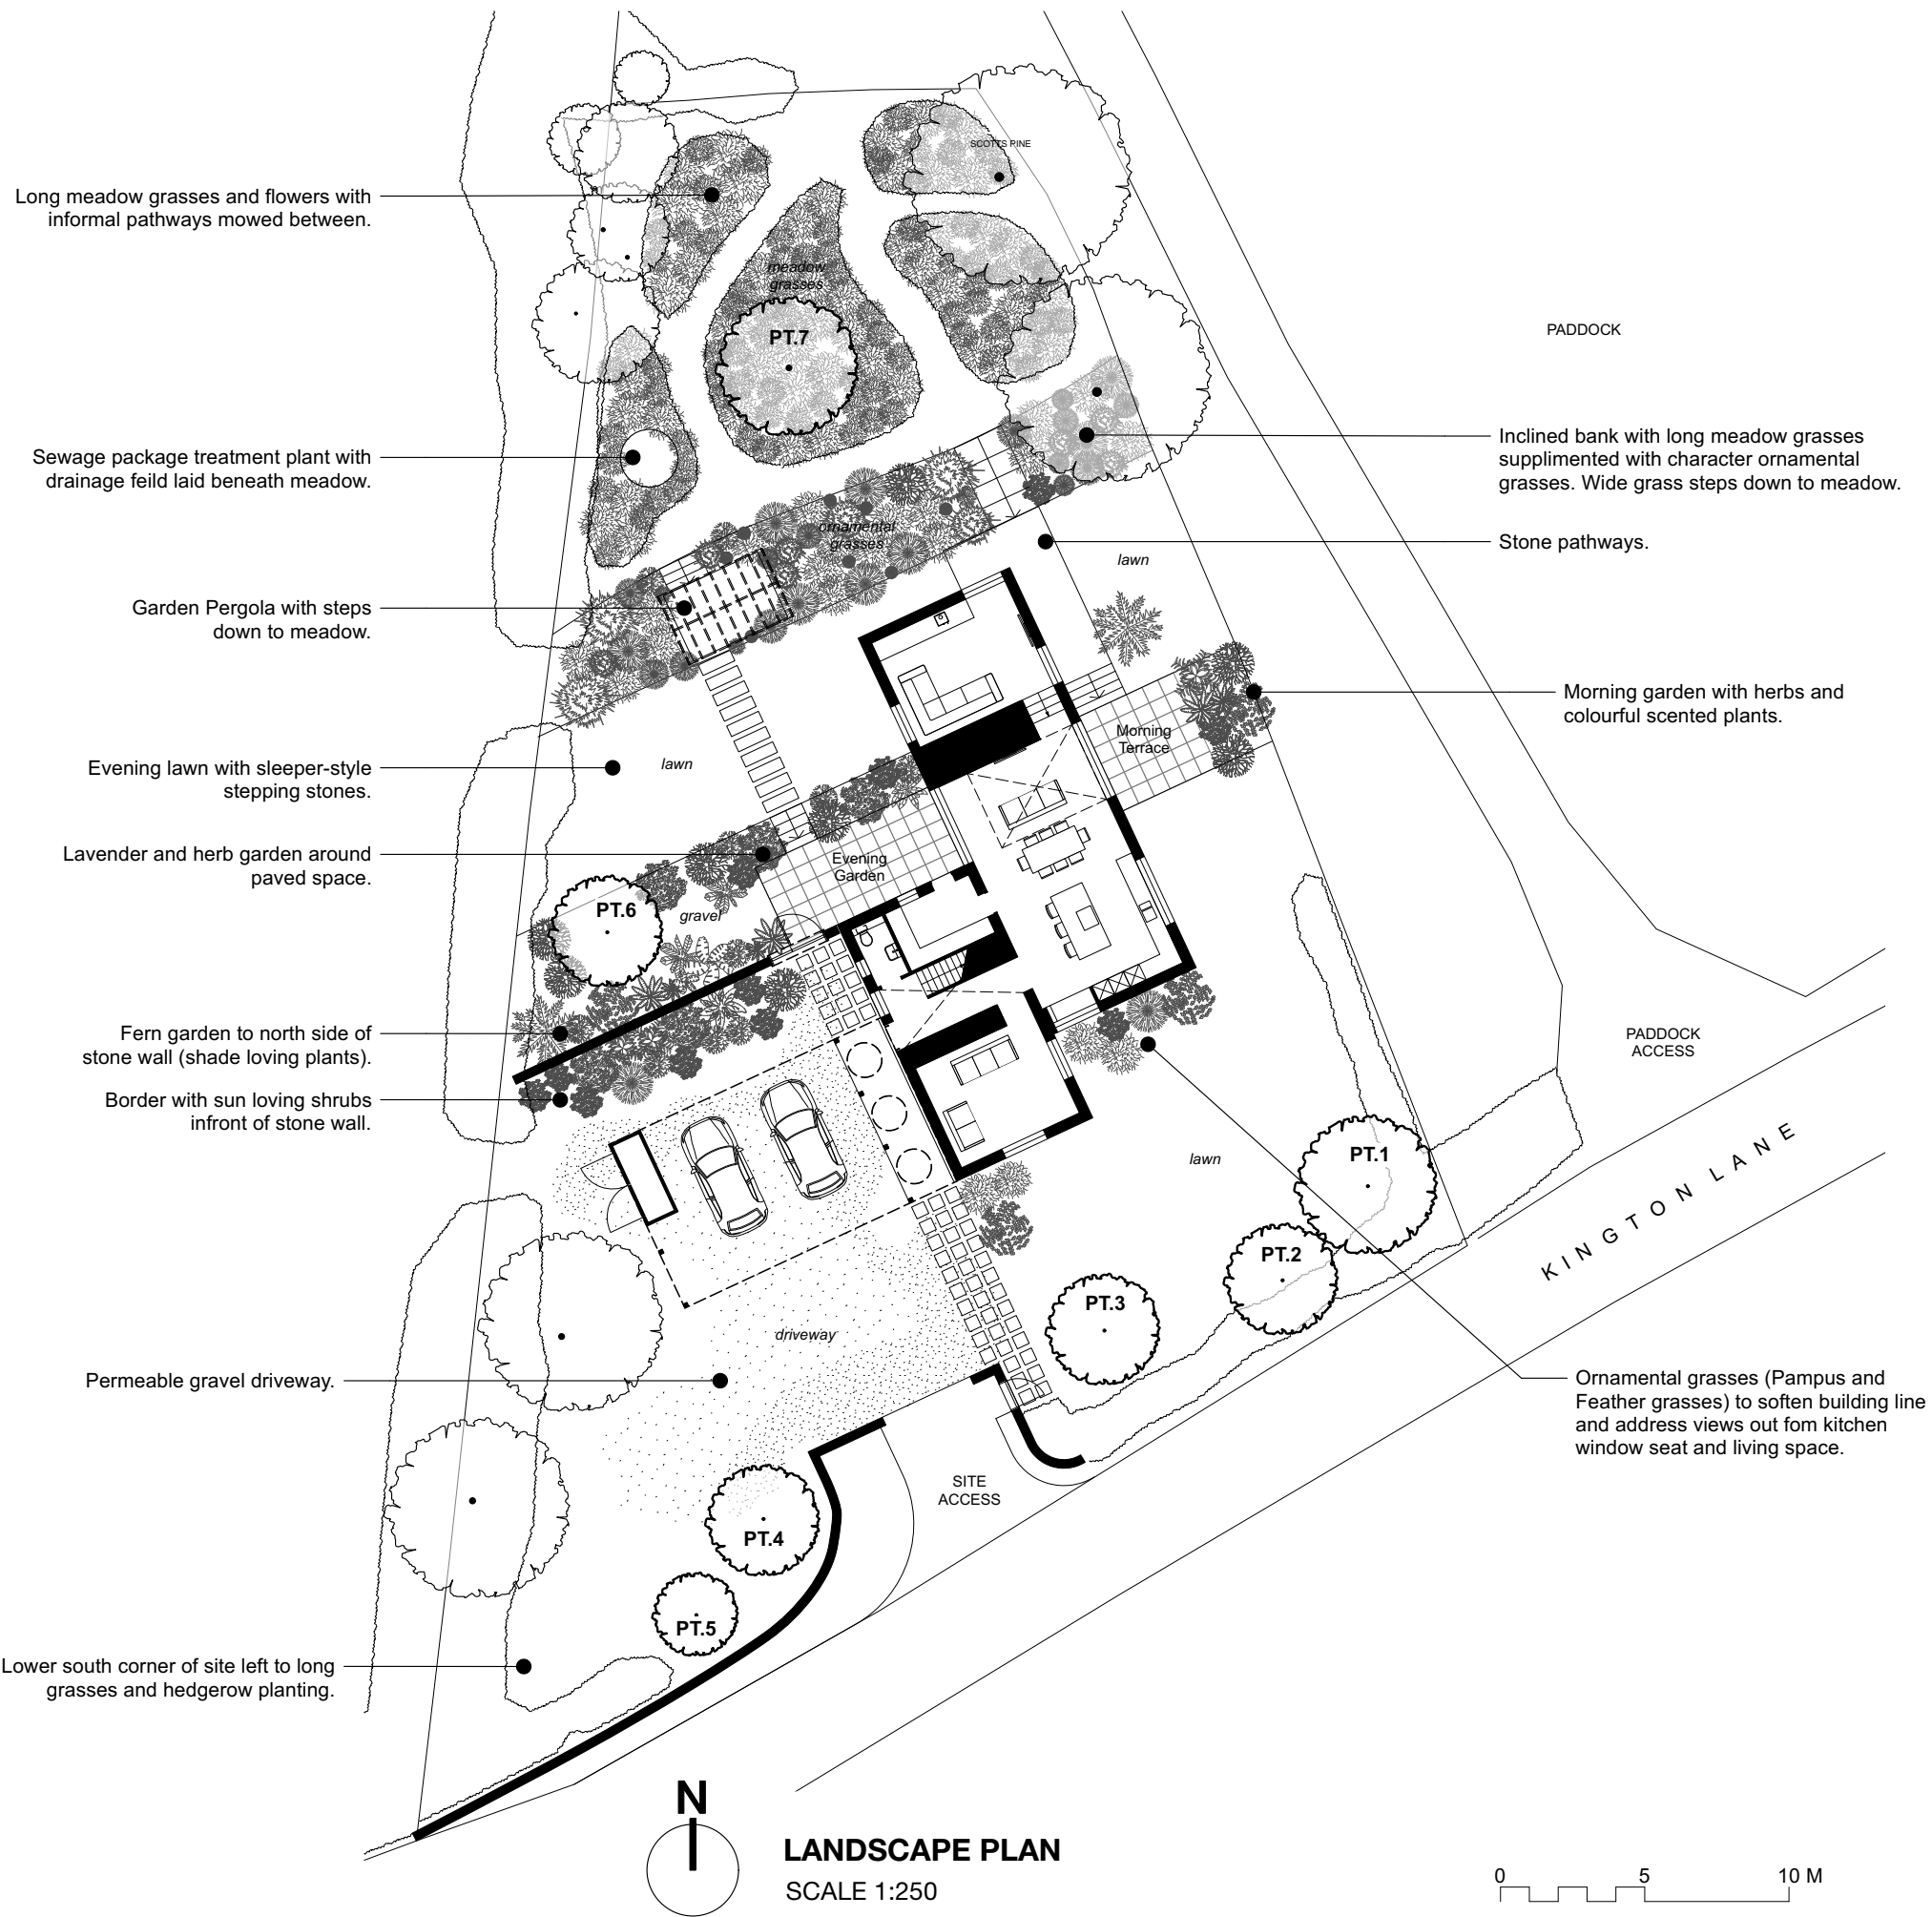 SCOTTS PINE
Long meadow grasses and flowers with
informal pathways mowed between.
meadow
grasses
PT.7
PADDOCK
Inclined bank with long meadow grasses
supplimented with character ornamental
grasses. Wide grass steps down to meadow.
Sewage package treatment plant with
drainage feild laid beneath meadow.
ornamental
grasses
Stone pathways.
lawn
Garden Pergola with steps
down to meadow.
Morning garden with herbs and
colourful scented plants.
Morning
Terrace
Evening lawn with sleeper-style
stepping stones.
lawn
Lavender and herb garden around
paved space.
Evening
Garden
PT.6
gravel
Fern garden to north side of
stone wall (shade loving plants).
PADDOCK
ACCESS
Border with sun loving shrubs
infront of stone wall.
lawn
PT.1
KINGTON LANE
PT.2
PT.3
driveway
Permeable gravel driveway.
Ornamental grasses (Pampus and
Feather grasses) to soften building line
and address views out fom kitchen
window seat and living space.
SITE
ACCESS
PT.4
PT.5
Lower south corner of site left to long
grasses and hedgerow planting.
N
LANDSCAPE PLAN
SCALE 1:250
0 5 10 M